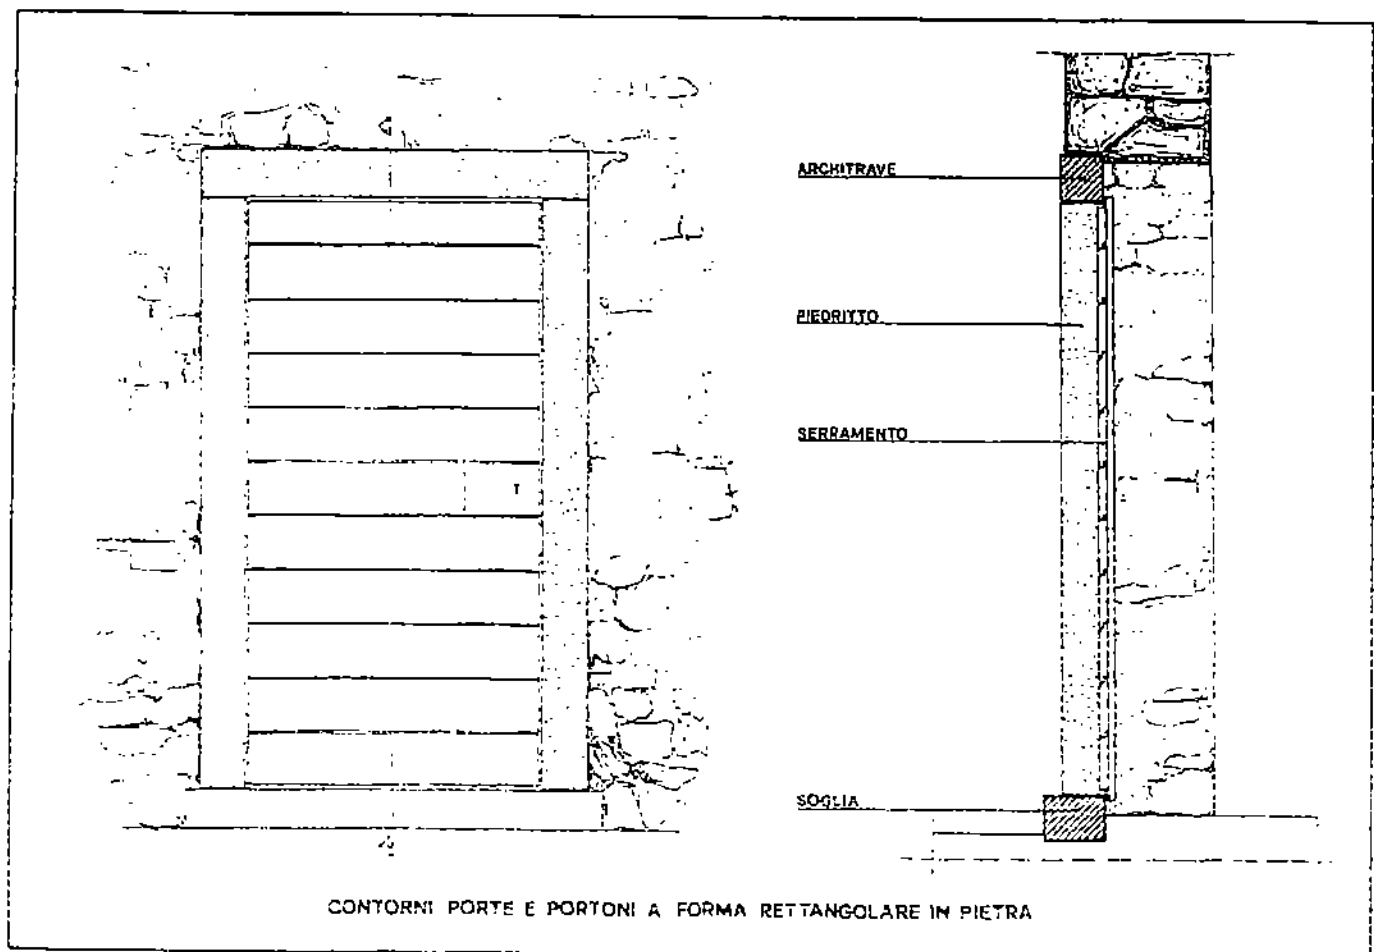 ARCHITRAVE
PIEDRITTO
SERRAMENTO
SOGLIA
CONTORNI PORTE E PORTONI A FORMA RETTANGOLARE IN PIETRA